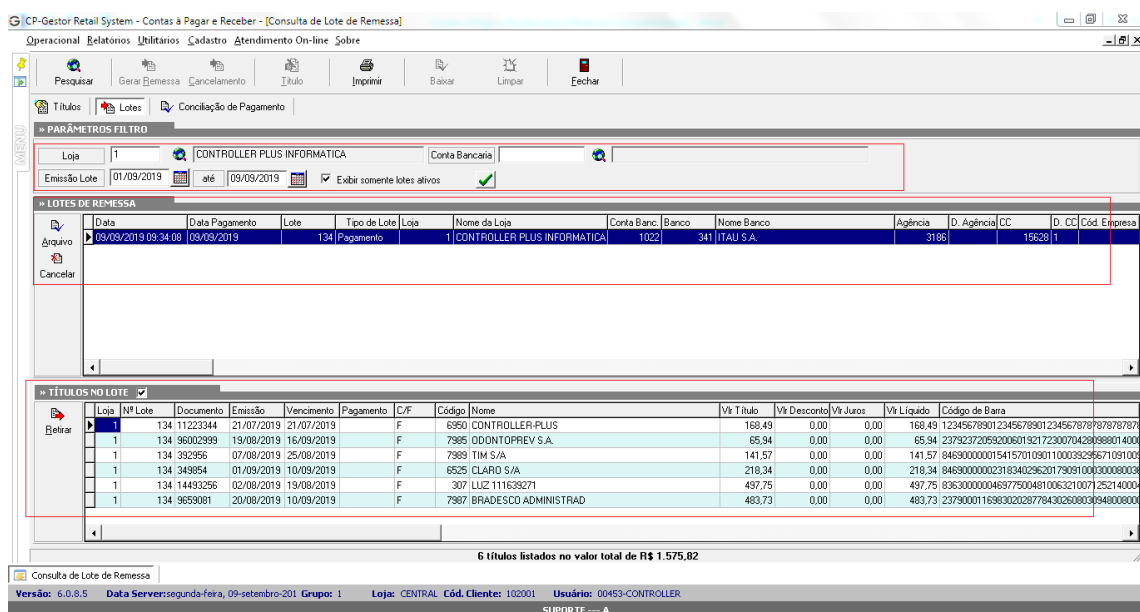 CP-Gestor Retail System - Contas à Pagar e Receber - [Consulta de Lote de Remessa]
Operacional Relatórios Utilitários Cadastro Atendimento On-line Sobre
Pesquisar Gerar Remessa Cancelamento Título Imprimir Baixar Limpar Fechar
Títulos Lotes Conciliação de Pagamento
MENU
» PARÂMETROS FILTRO
Loja 1 CONTROLLER PLUS INFORMATICA Conta Bancaria
Emissão Lote 01/09/2019 até 09/09/2019 Exibir somente lotes ativos
» LOTES DE REMESSA
Arquivo
Cancelar
Data Data Pagamento Lote Tipo de Lote Loja Nome da Loja Conta Banc. Banco Nome Banco Agência D. Agência CC D. CC Cód. Empresa
09/09/2019 09:34:08 09/09/2019 134 Pagamento 1 CONTROLLER PLUS INFORMATICA 1022 341 ITAU S.A. 3186 15628 1
» TÍTULOS NO LOTE
Retirar
Loja Nº Lote Documento Emissão Vencimento Pagamento C/F Código Nome Vlr Título Vlr Desconto Vlr Juros Vlr Líquido Código de Barra
1 134 11223344 21/07/2019 21/07/2019 F 6950 CONTROLLER-PLUS 168,49 0,00 0,00 168,49
1 134 96002999 19/08/2019 16/09/2019 F 7985 ODONTOPREV S.A. 65,94 0,00 0,00 65,94
1 134 392956 07/08/2019 25/08/2019 F 7989 TIM S/A 141,57 0,00 0,00 141,57
1 134 349854 01/09/2019 10/09/2019 F 6525 CLARO S/A 218,34 0,00 0,00 218,34
1 134 14493256 02/08/2019 19/08/2019 F 307 LUZ 111639271 497,75 0,00 0,00 497,75
1 134 9659081 20/08/2019 10/09/2019 F 7987 BRADESCO ADMINISTRAD 483,73 0,00 0,00 483,73
6 títulos listados no valor total de R$ 1.575,82
Consulta de Lote de Remessa
Versão: 6.0.8.5 Data Server:segunda-feira, 09-setembro-201 Grupo: 1 Loja: CENTRAL Cód. Cliente: 102001 Usuário: 00453-CONTROLLER
SUPORTE --- A